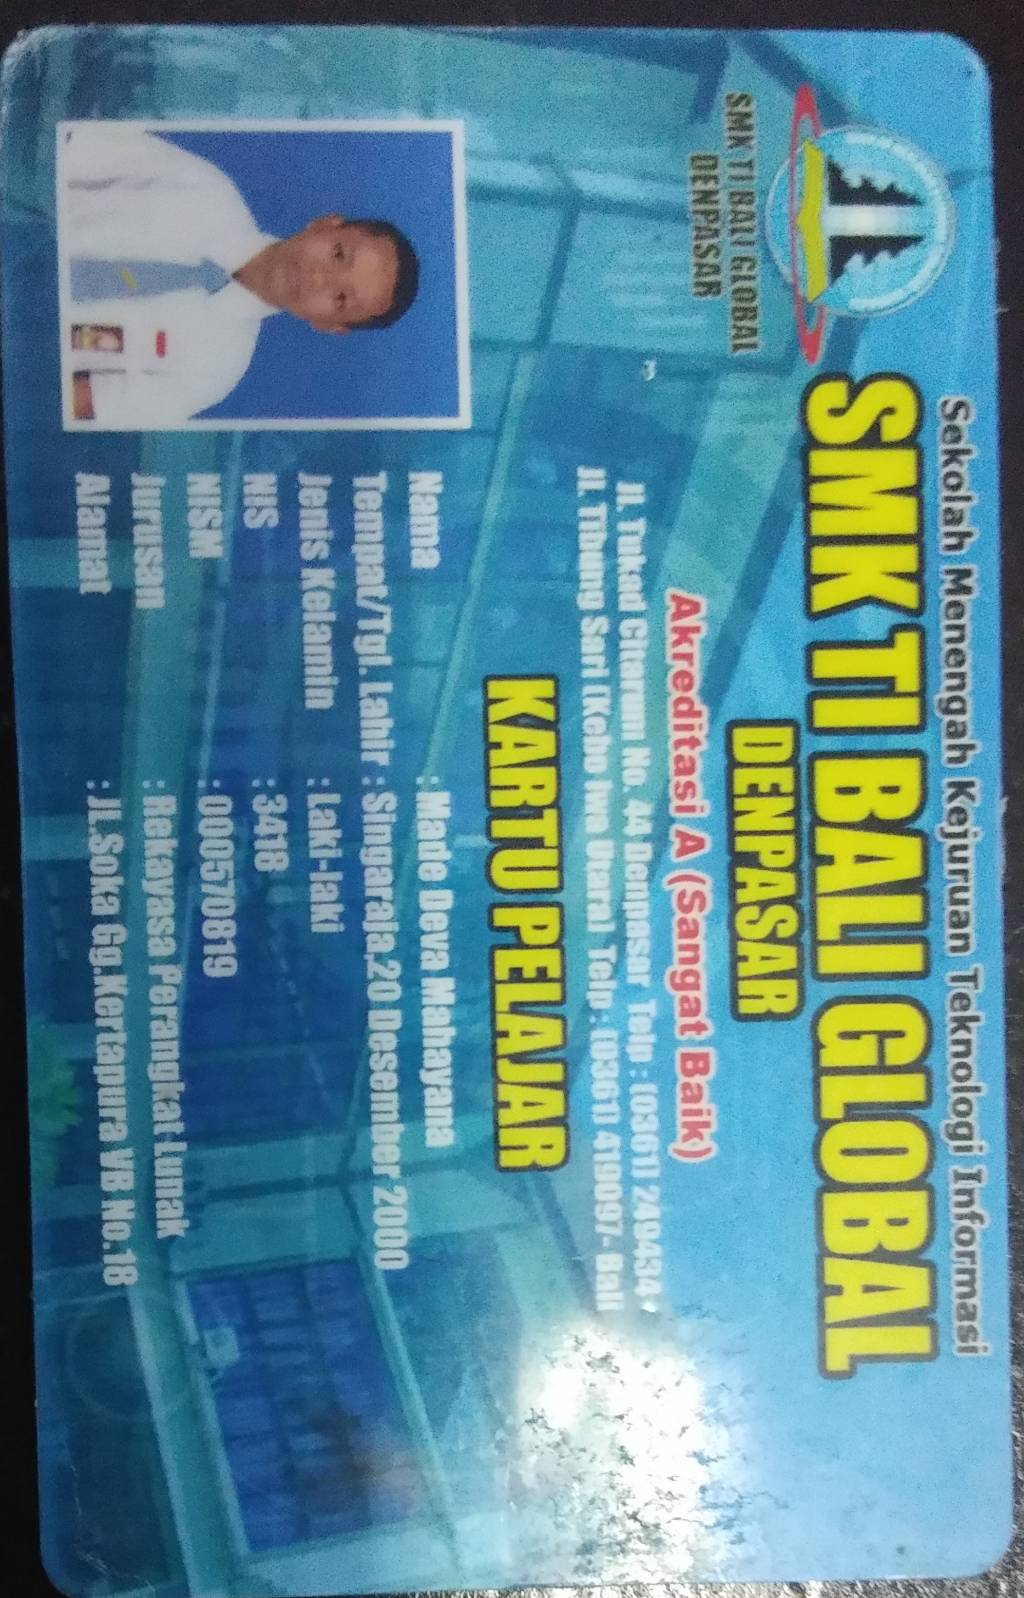 Sekolah Menengah Kejuruan Teknologi Informasi
SMK TI BALI GLOBAL
DENPASAR
SMK TI BALI GLOBAL
DENPASAR
Akreditasi A (Sangat Baik)
Jl. Tukad Citarum No. 44 Denpasar Telp : (0361) 249434
Jl. Tibung Sari (Kebo Iwa Utara) Telp : (0361) 419097- Bali
KARTU PELAJAR
Nama : Made Deva Mahayana
Tempat/Tgl. Lahir : Singaraja,20 Desember 2000
Jenis Kelamin : Laki-laki
NIS : 3418
NISN : 000570819
Jurusan : Rekayasa Perangkat Lunak
Alamat : Jl.Soka Gg.Kertapura VB No.18